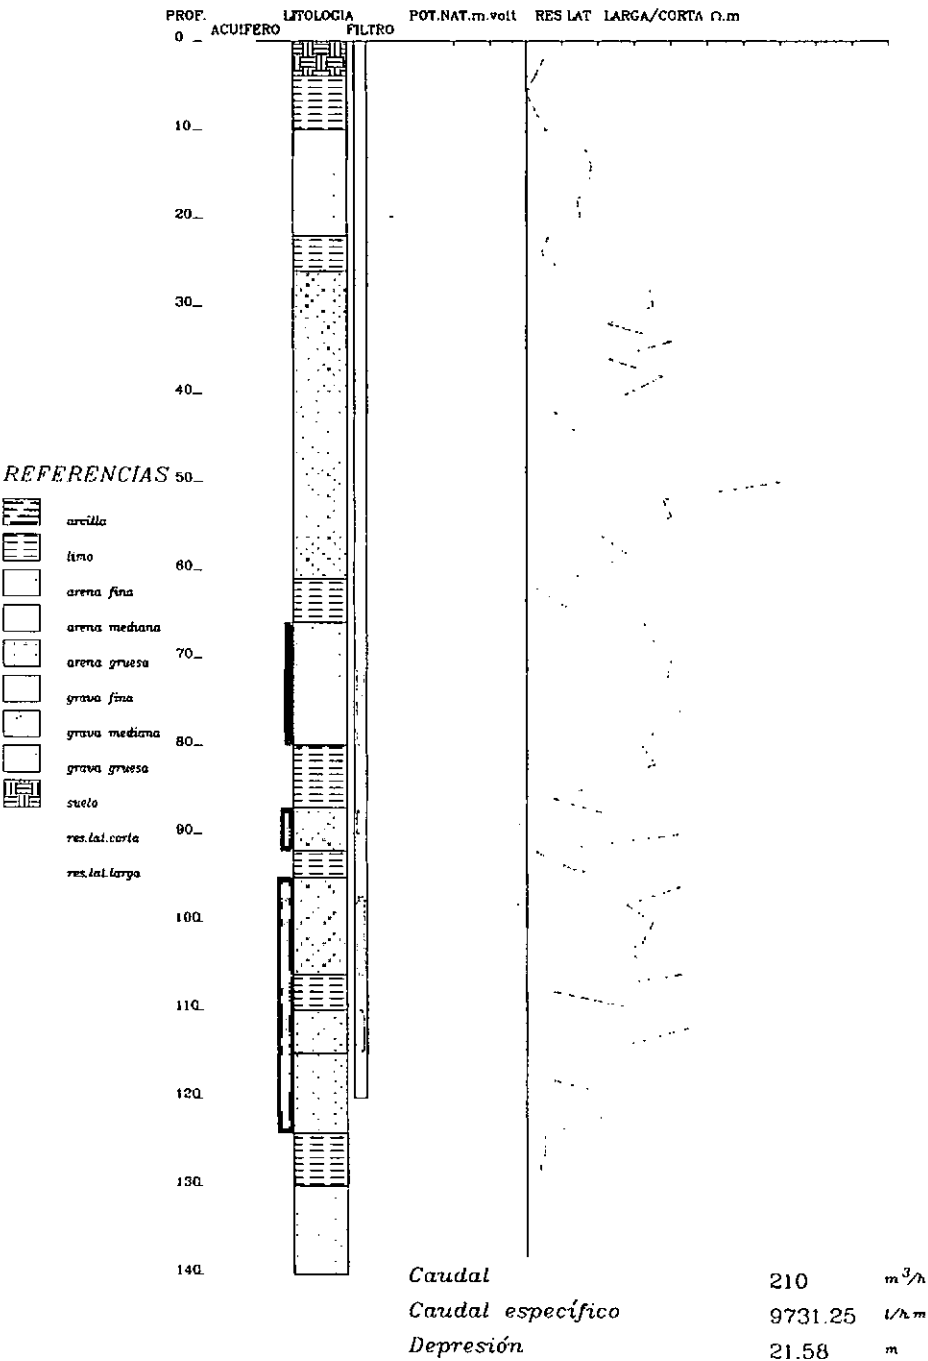 PROF. LITOLOGIA POT.NAT.m.volt RES LAT LARGA/CORTA Ω.m
ACUIFERO FILTRO
0
10
20
30
40
50
60
70
80
90
100
110
120
130
140
REFERENCIAS
arcilla
limo
arena fina
arena mediana
arena gruesa
grava fina
grava mediana
grava gruesa
suelo
res.lat.corta
res.lat.larga
Caudal 210 m³/h
Caudal específico 9731.25 l/h m
Depresión 21.58 m